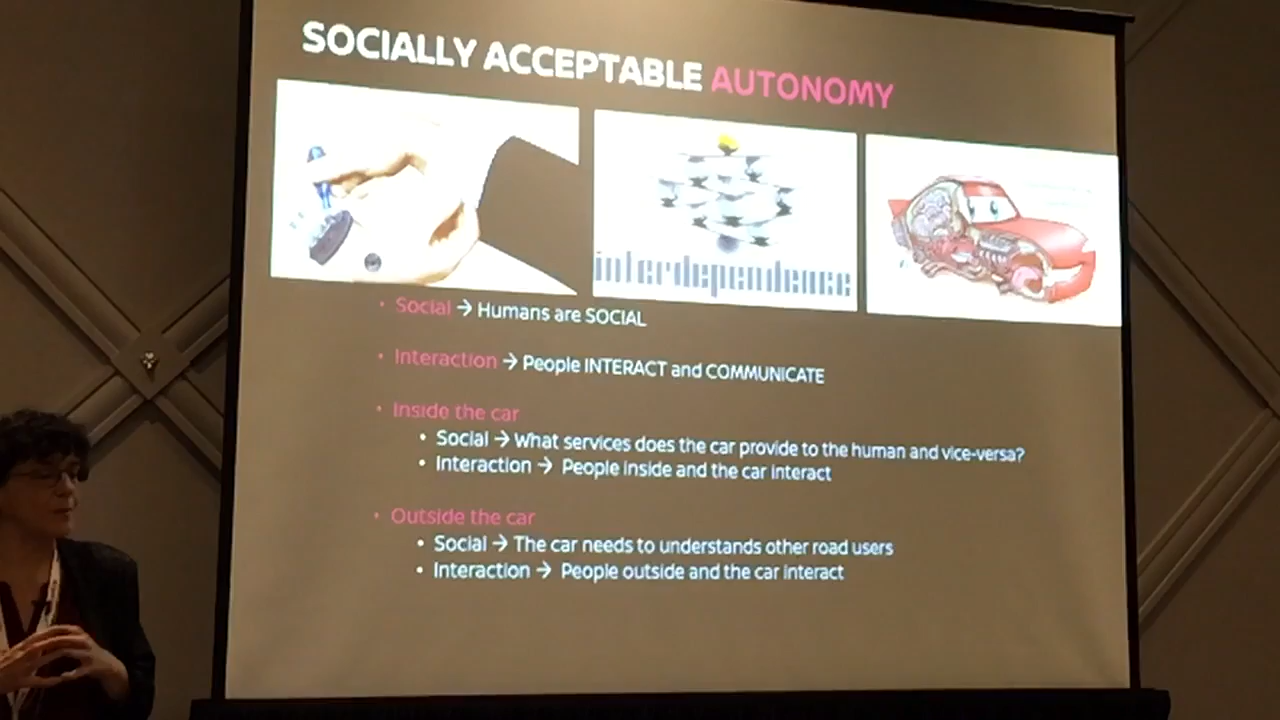 SOCIALLY ACCEPTABLE AUTONOMY
interdependence
• Social → Humans are SOCIAL
• Interaction → People INTERACT and COMMUNICATE
• Inside the car
• Social → What services does the car provide to the human and vice-versa?
• Interaction → People inside and the car interact
• Outside the car
• Social → The car needs to understands other road users
• Interaction → People outside and the car interact